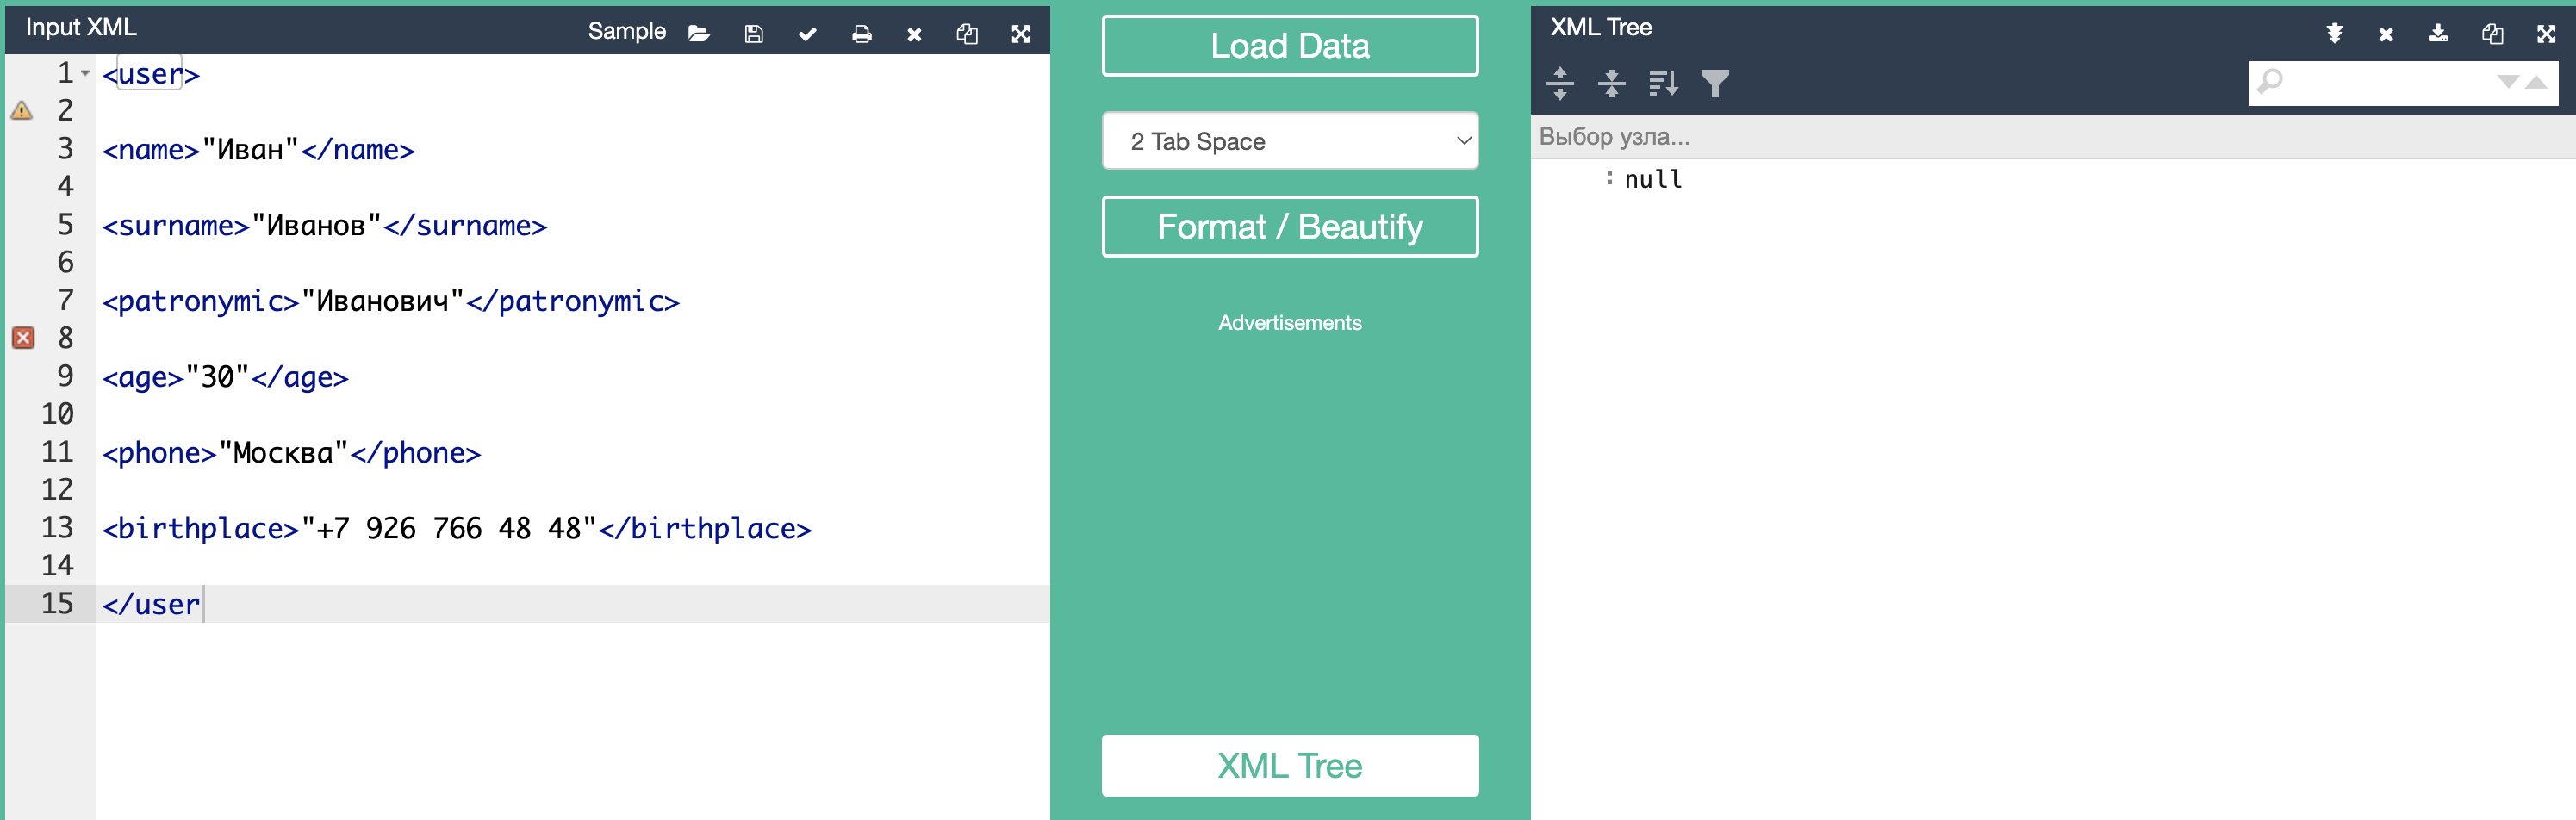 Input XML
Sample
1 <user>
2
3 <name>"Иван"</name>
4
5 <surname>"Иванов"</surname>
6
7 <patronymic>"Иванович"</patronymic>
8
9 <age>"30"</age>
10
11 <phone>"Москва"</phone>
12
13 <birthplace>"+7 926 766 48 48"</birthplace>
14
15 </user
Load Data
2 Tab Space
Format / Beautify
Advertisements
XML Tree
XML Tree
Выбор узла...
: null